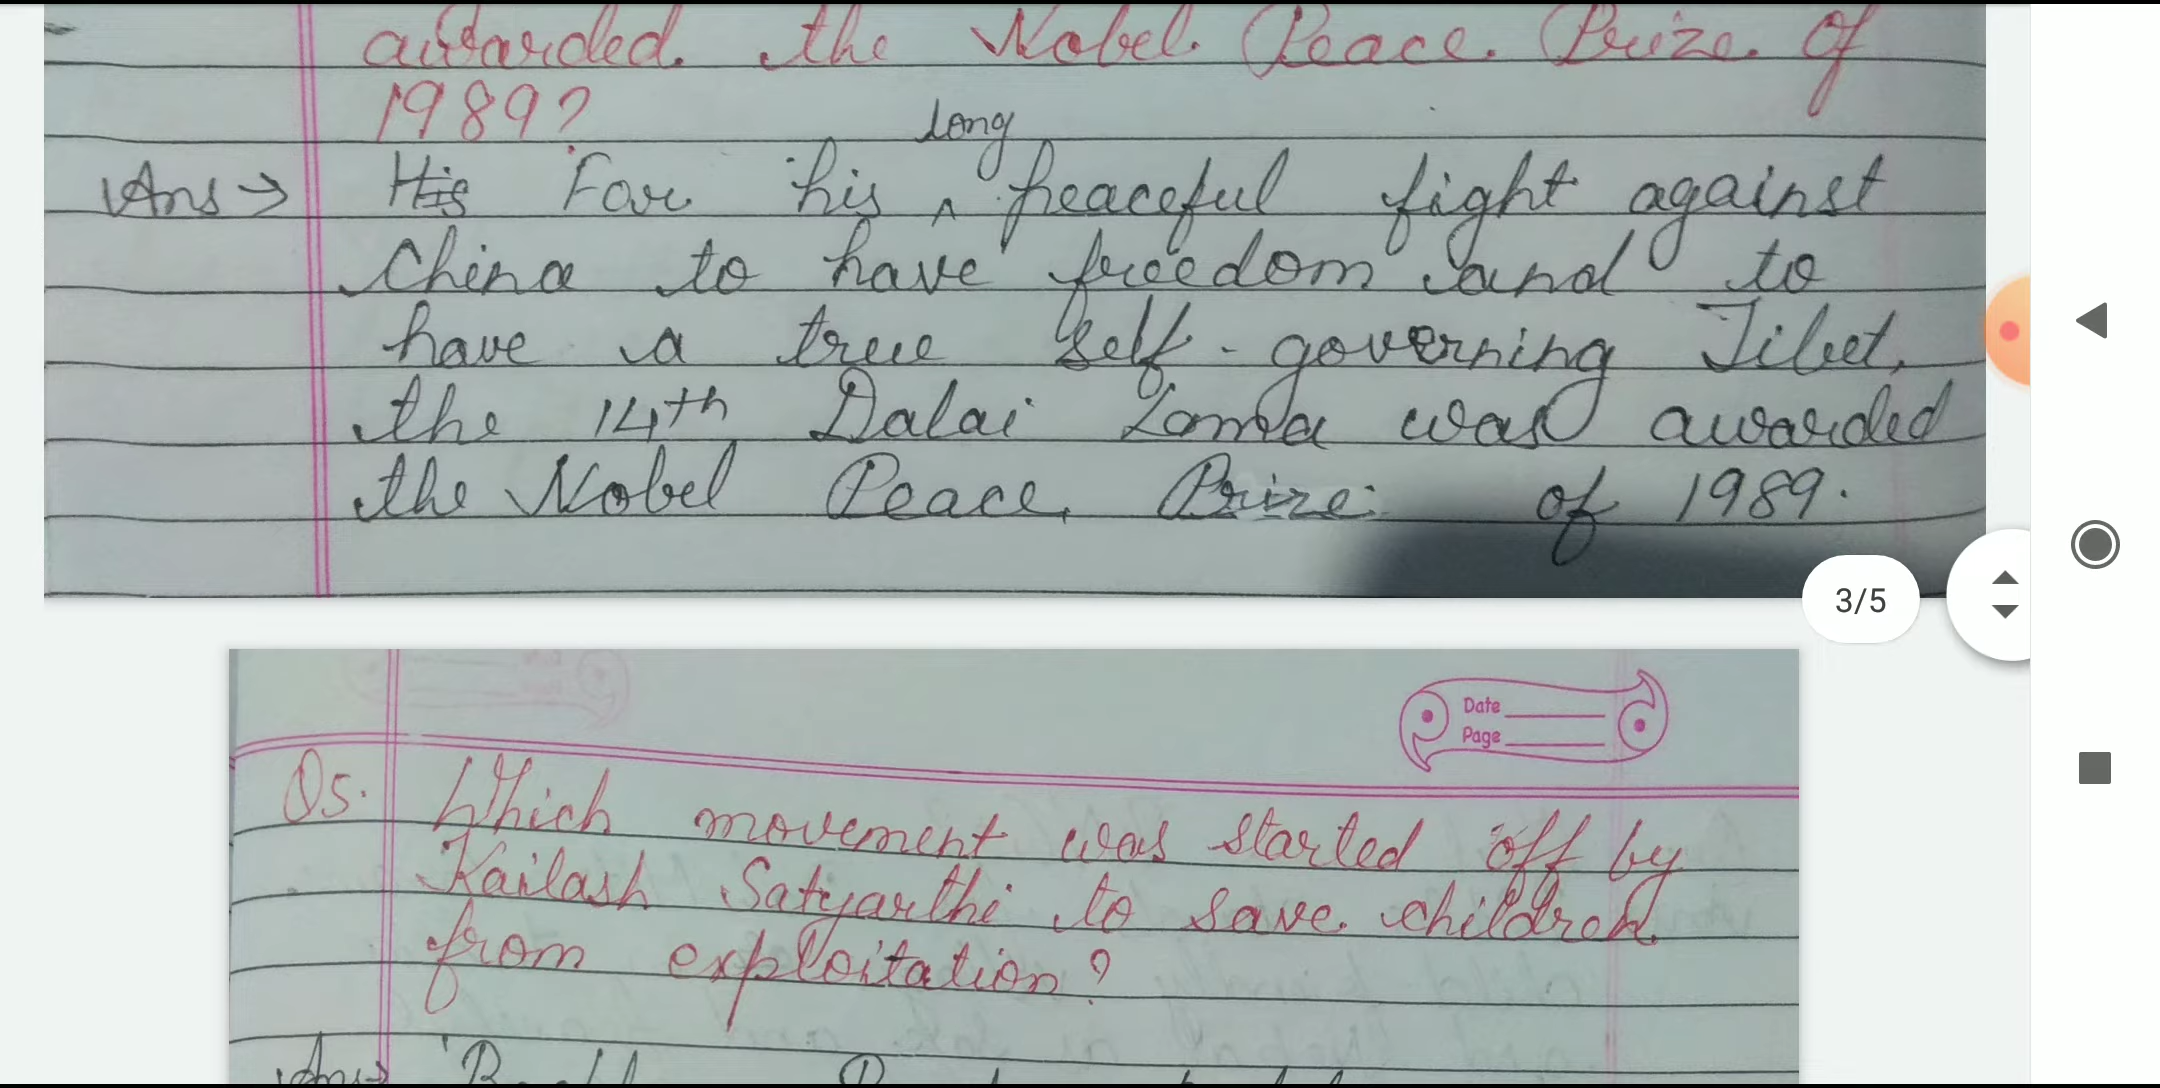 awarded. the Nobel. Peace. Prize. Of
1989?
long
Ans → His For his ^ peaceful fight against
China to have freedom and to
have a true self-governing Tibet,
the 14th Dalai Lama was awarded
the Nobel Peace Prize of 1989.
3/5
Date
Page
Q5. Which movement was started off by
Kailash Satyarthi to save children
from exploitation?
Ans→